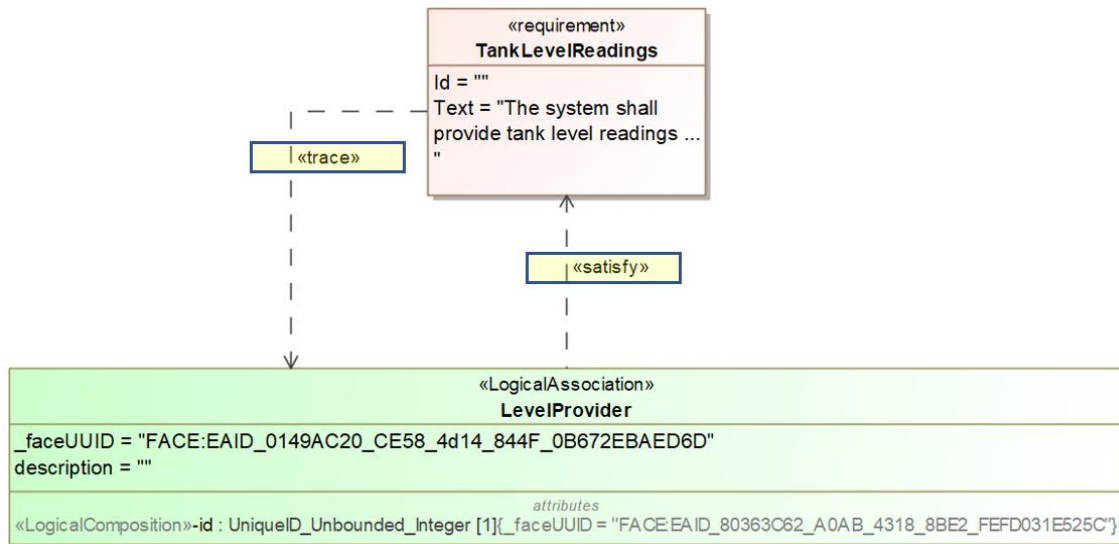 «requirement»
TankLevelReadings
Id = ""
Text = "The system shall
provide tank level readings ...
"
«trace»
«satisfy»
«LogicalAssociation»
LevelProvider
_faceUUID = "FACE:EAID_0149AC20_CE58_4d14_844F_0B672EBAED6D"
description = ""
attributes
«LogicalComposition»-id : UniqueID_Unbounded_Integer [1]{_faceUUID = "FACE:EAID_80363C62_A0AB_4318_8BE2_FEFD031E525C"}